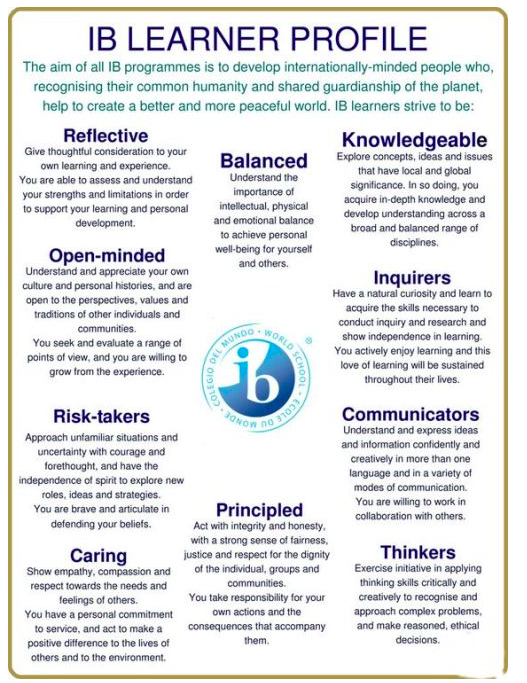 IB LEARNER PROFILE
The aim of all IB programmes is to develop internationally-minded people who,
recognising their common humanity and shared guardianship of the planet,
help to create a better and more peaceful world. IB learners strive to be:
Reflective
Give thoughtful consideration to your
own learning and experience.
You are able to assess and understand
your strengths and limitations in order
to support your learning and personal
development.
Open-minded
Understand and appreciate your own
culture and personal histories, and are
open to the perspectives, values and
traditions of other individuals and
communities.
You seek and evaluate a range of
points of view, and you are willing to
grow from the experience.
Risk-takers
Approach unfamiliar situations and
uncertainty with courage and
forethought, and have the
independence of spirit to explore new
roles, ideas and strategies.
You are brave and articulate in
defending your beliefs.
Caring
Show empathy, compassion and
respect towards the needs and
feelings of others.
You have a personal commitment
to service, and act to make a
positive difference to the lives of
others and to the environment.
Balanced
Understand the
importance of
intellectual, physical
and emotional balance
to achieve personal
well-being for yourself
and others.
COLEGIO DEL MUNDO • WORLD SCHOOL • ECOLE DU MONDE •
ib
®
Principled
Act with integrity and honesty,
with a strong sense of fairness,
justice and respect for the dignity
of the individual, groups and
communities.
You take responsibility for your
own actions and the
consequences that accompany
them.
Knowledgeable
Explore concepts, ideas and issues
that have local and global
significance. In so doing, you
acquire in-depth knowledge and
develop understanding across a
broad and balanced range of
disciplines.
Inquirers
Have a natural curiosity and learn to
acquire the skills necessary to
conduct inquiry and research and
show independence in learning.
You actively enjoy learning and this
love of learning will be sustained
throughout their lives.
Communicators
Understand and express ideas
and information confidently and
creatively in more than one
language and in a variety of
modes of communication.
You are willing to work in
collaboration with others.
Thinkers
Exercise initiative in applying
thinking skills critically and
creatively to recognise and
approach complex problems,
and make reasoned, ethical
decisions.